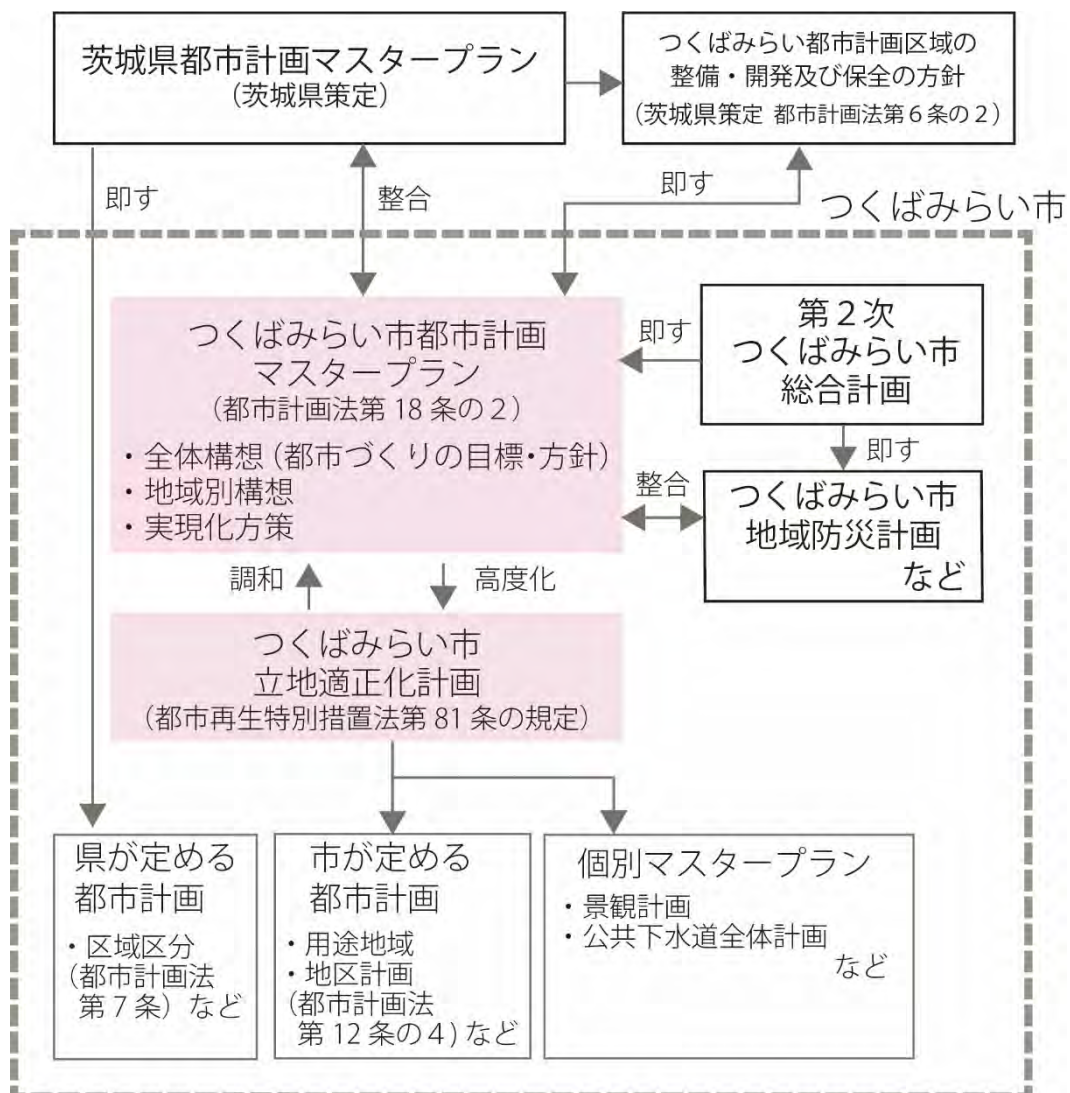 茨城県都市計画マスタープラン
（茨城県策定）
つくばみらい都市計画区域の
整備・開発及び保全の方針
（茨城県策定 都市計画法第６条の２）
即す
整合
即す
つくばみらい市
つくばみらい市都市計画
マスタープラン
（都市計画法第 18 条の２）
・全体構想（都市づくりの目標・方針）
・地域別構想
・実現化方策
即す
第２次
つくばみらい市
総合計画
即す
整合
つくばみらい市
地域防災計画
など
調和
高度化
つくばみらい市
立地適正化計画
（都市再生特別措置法第 81 条の規定）
県が定める
都市計画
・区域区分
（都市計画法
第７条）など
市が定める
都市計画
・用途地域
・地区計画
（都市計画法
第 12 条の４) など
個別マスタープラン
・景観計画
・公共下水道全体計画
など